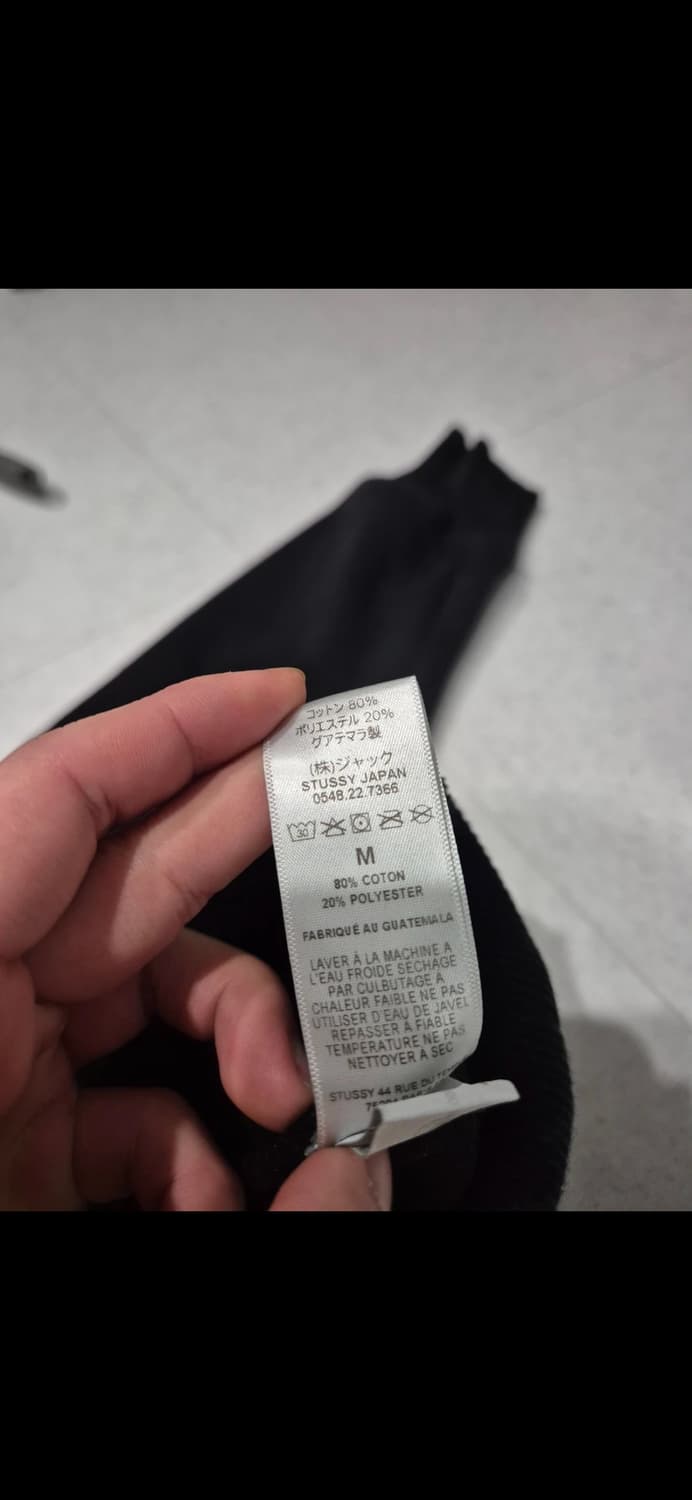 コットン 80%
ポリエステル 20%
グアテマラ製
(株)ジャック
STUSSY JAPAN
0548.22.7366
30
M
80% COTON
20% POLYESTER
FABRIQUÉ AU GUATEMALA
LAVER À LA MACHINE A
L'EAU FROIDE SÉCHAGE
PAR CULBUTAGE À
CHALEUR FAIBLE NE PAS
UTILISER D'EAU DE JAVEL
REPASSER À FIABLE
TEMPERATURE NE PAS
NETTOYER À SEC
STUSSY 44 RUE DU